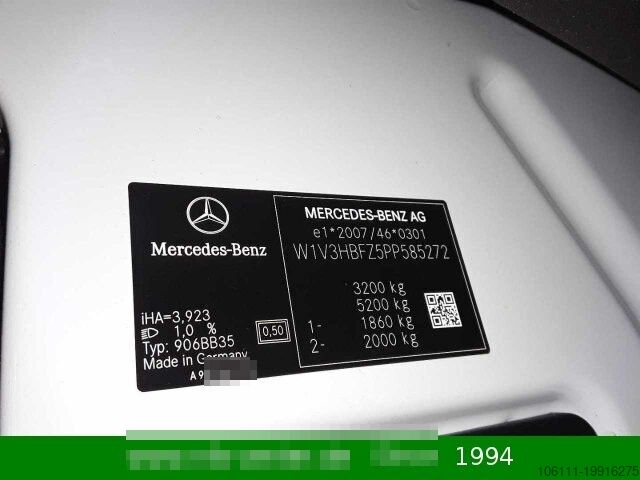 Mercedes-Benz
iHA=3,923
1,0 %
0,50
Typ: 906BB35
Made in Germany
A 9
MERCEDES-BENZ AG
e1*2007/46*0301
W1V3HBFZ5PP585272
3200 kg
5200 kg
1- 1860 kg
2- 2000 kg
1994
106111-19916275